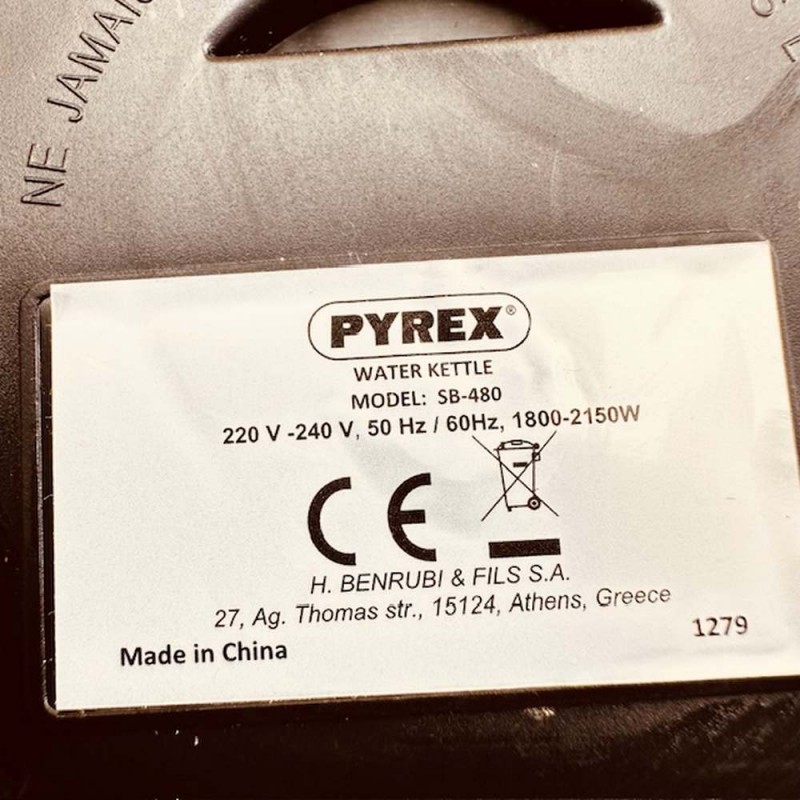 NE JAMAIS
PYREX®
WATER KETTLE
MODEL: SB-480
220 V -240 V, 50 Hz / 60Hz, 1800-2150W
CE
H. BENRUBI & FILS S.A.
27, Ag. Thomas str., 15124, Athens, Greece
1279
Made in China